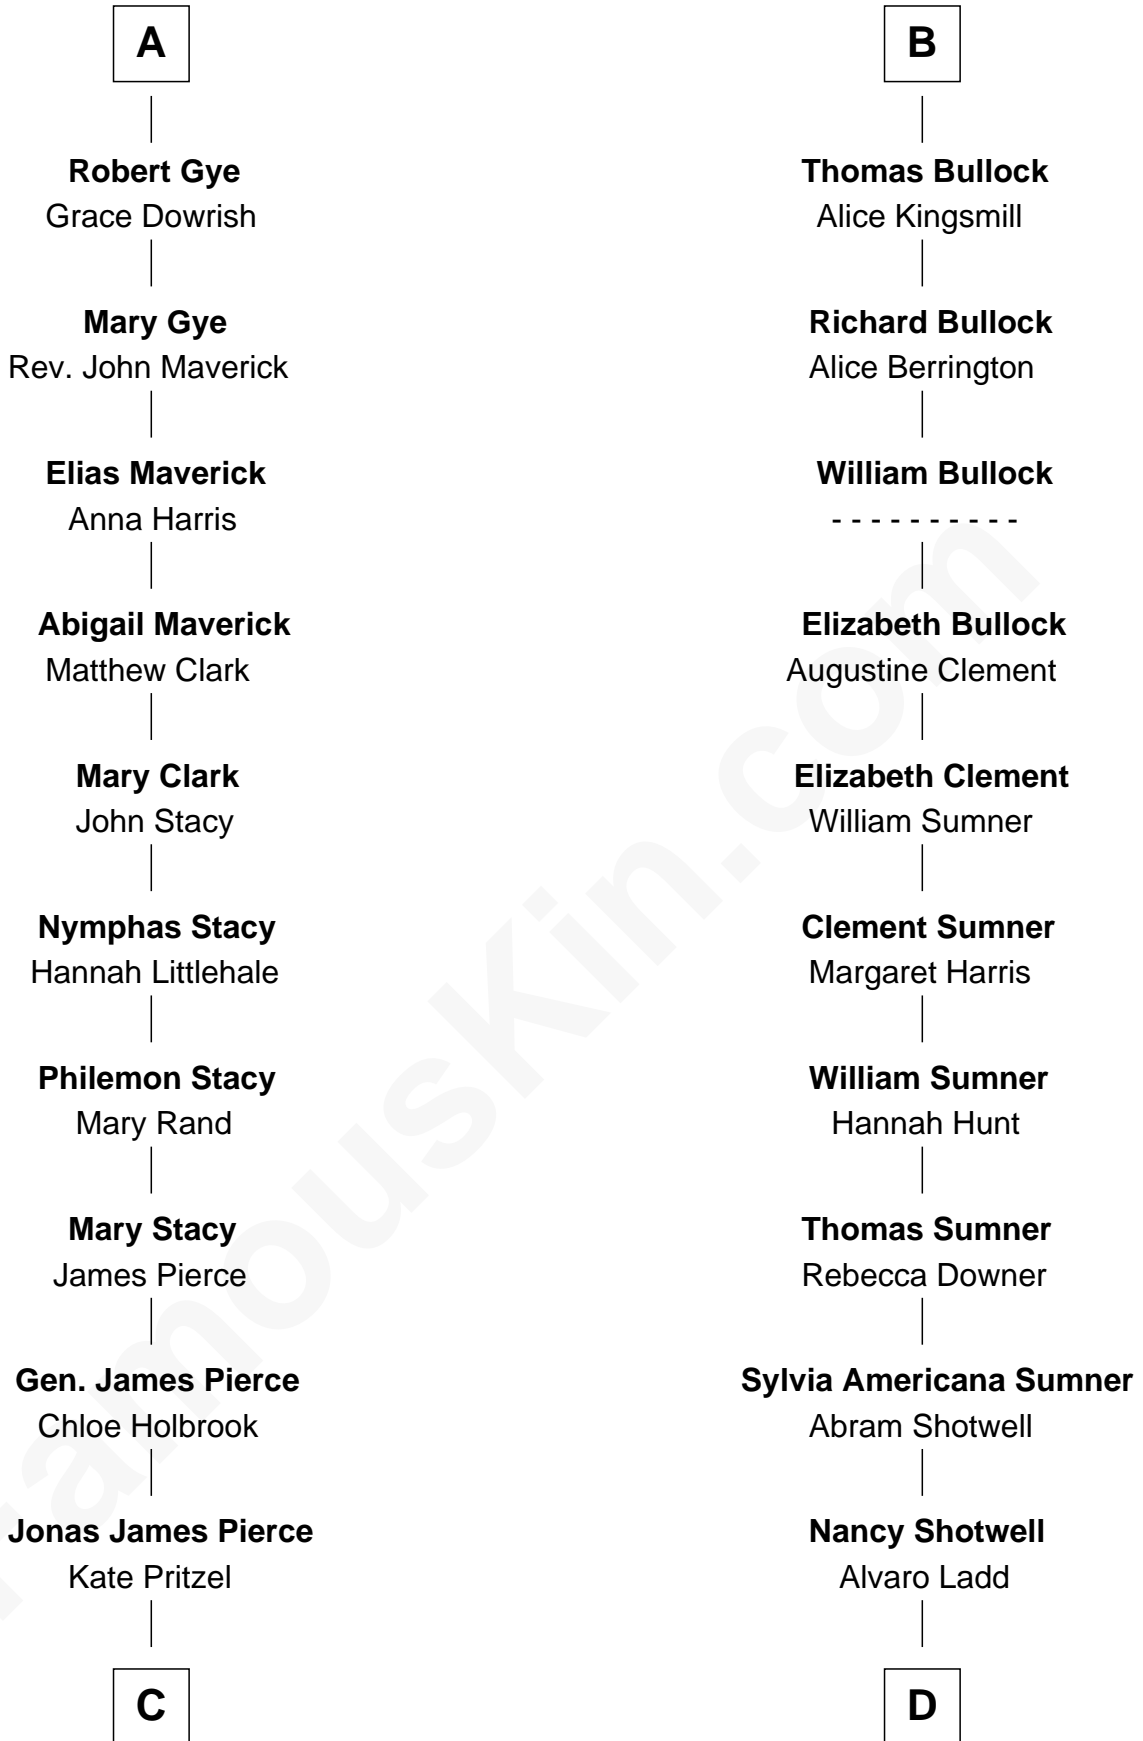 A
Robert Gye
Grace Dowrish
Mary Gye
Rev. John Maverick
Elias Maverick
Anna Harris
Abigail Maverick
Matthew Clark
Mary Clark
John Stacy
Nymphas Stacy
Hannah Littlehale
Philemon Stacy
Mary Rand
Mary Stacy
James Pierce
Gen. James Pierce
Chloe Holbrook
Jonas James Pierce
Kate Pritzel
C
B
Thomas Bullock
Alice Kingsmill
Richard Bullock
Alice Berrington
William Bullock
- - - - - - - - - -
Elizabeth Bullock
Augustine Clement
Elizabeth Clement
William Sumner
Clement Sumner
Margaret Harris
William Sumner
Hannah Hunt
Thomas Sumner
Rebecca Downer
Sylvia Americana Sumner
Abram Shotwell
Nancy Shotwell
Alvaro Ladd
D
FamousKin.com